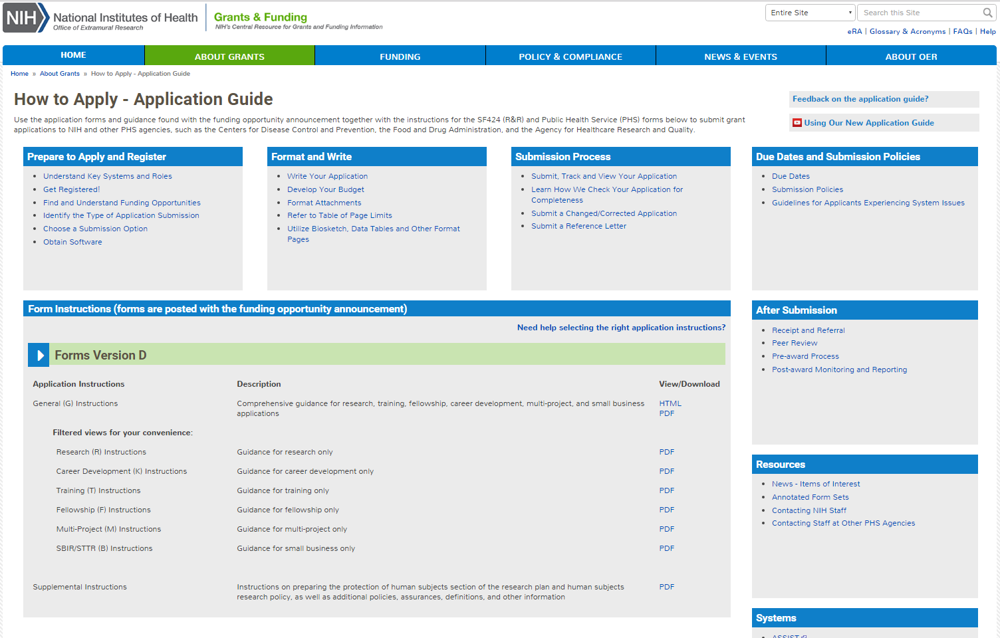 NIH National Institutes of Health
Office of Extramural Research
Grants & Funding
NIH's Central Resource for Grants and Funding Information
Entire Site
Search this Site
eRA | Glossary & Acronyms | FAQs | Help
HOME
ABOUT GRANTS
FUNDING
POLICY & COMPLIANCE
NEWS & EVENTS
ABOUT OER
Home » About Grants » How to Apply - Application Guide
How to Apply - Application Guide
Use the application forms and guidance found with the funding opportunity announcement together with the instructions for the SF424 (R&R) and Public Health Service (PHS) forms below to submit grant
applications to NIH and other PHS agencies, such as the Centers for Disease Control and Prevention, the Food and Drug Administration, and the Agency for Healthcare Research and Quality.
Feedback on the application guide?
Using Our New Application Guide
Prepare to Apply and Register
Understand Key Systems and Roles
Get Registered!
Find and Understand Funding Opportunities
Identify the Type of Application Submission
Choose a Submission Option
Obtain Software
Format and Write
Write Your Application
Develop Your Budget
Format Attachments
Refer to Table of Page Limits
Utilize Biosketch, Data Tables and Other Format
Pages
Submission Process
Submit, Track and View Your Application
Learn How We Check Your Application for
Completeness
Submit a Changed/Corrected Application
Submit a Reference Letter
Due Dates and Submission Policies
Due Dates
Submission Policies
Guidelines for Applicants Experiencing System Issues
Form Instructions (forms are posted with the funding opportunity announcement)
Need help selecting the right application instructions?
Forms Version D
Application Instructions
Description
View/Download
General (G) Instructions
Comprehensive guidance for research, training, fellowship, career development, multi-project, and small business
applications
HTML
PDF
Filtered views for your convenience:
Research (R) Instructions
Guidance for research only
PDF
Career Development (K) Instructions
Guidance for career development only
PDF
Training (T) Instructions
Guidance for training only
PDF
Fellowship (F) Instructions
Guidance for fellowship only
PDF
Multi-Project (M) Instructions
Guidance for multi-project only
PDF
SBIR/STTR (B) Instructions
Guidance for small business only
PDF
Supplemental Instructions
Instructions on preparing the protection of human subjects section of the research plan and human subjects
research policy, as well as additional policies, assurances, definitions, and other information
PDF
After Submission
Receipt and Referral
Peer Review
Pre-award Process
Post-award Monitoring and Reporting
Resources
News - Items of Interest
Annotated Form Sets
Contacting NIH Staff
Contacting Staff at Other PHS Agencies
Systems
ASSIST